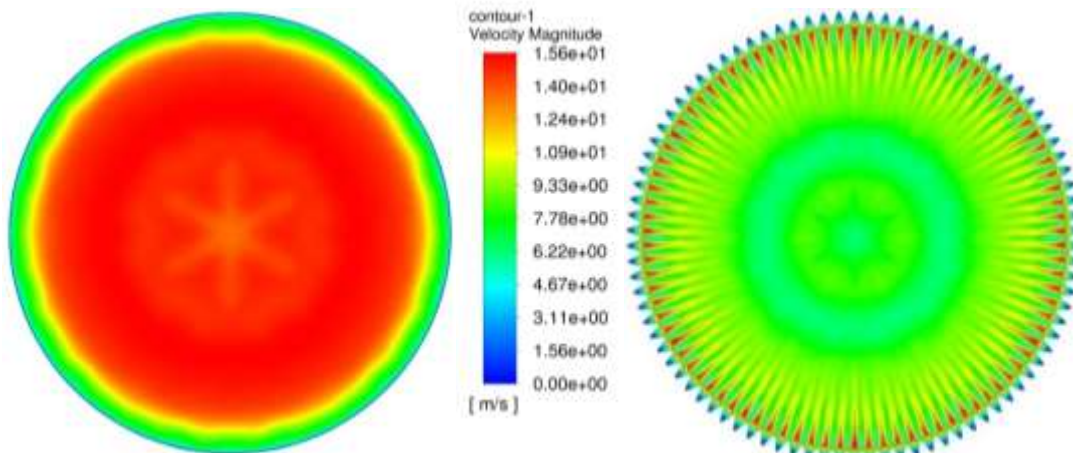 contour-1
Velocity Magnitude
1.56e+01
1.40e+01
1.24e+01
1.09e+01
9.33e+00
7.78e+00
6.22e+00
4.67e+00
3.11e+00
1.56e+00
0.00e+00
[ m/s ]